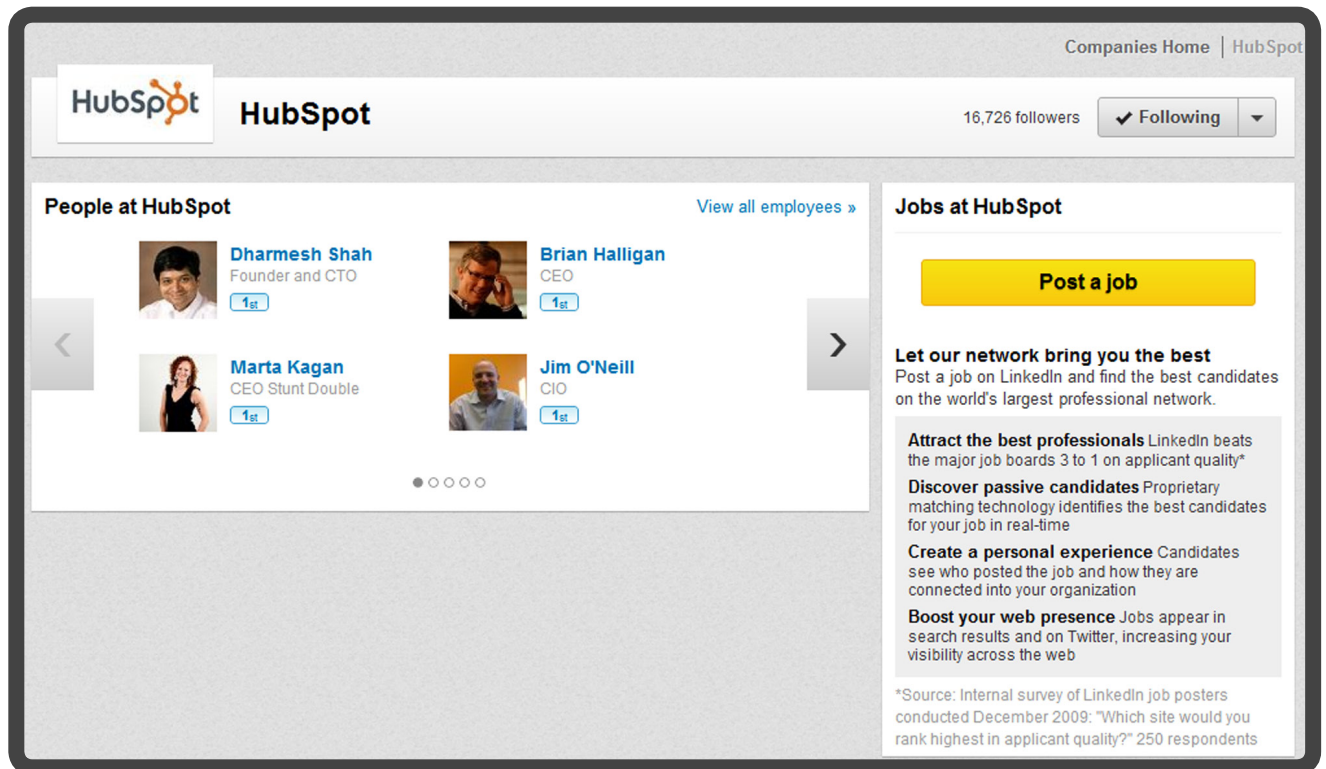 Companies Home | HubSpot
HubSpot
HubSpot
16,726 followers
Following
People at HubSpot
View all employees »
Dharmesh Shah
Founder and CTO
1st
Brian Halligan
CEO
1st
Marta Kagan
CEO Stunt Double
1st
Jim O'Neill
CIO
1st
Jobs at HubSpot
Post a job
Let our network bring you the best
Post a job on LinkedIn and find the best candidates
on the world's largest professional network.
Attract the best professionals LinkedIn beats
the major job boards 3 to 1 on applicant quality*
Discover passive candidates Proprietary
matching technology identifies the best candidates
for your job in real-time
Create a personal experience Candidates
see who posted the job and how they are
connected into your organization
Boost your web presence Jobs appear in
search results and on Twitter, increasing your
visibility across the web
*Source: Internal survey of LinkedIn job posters
conducted December 2009: "Which site would you
rank highest in applicant quality?" 250 respondents